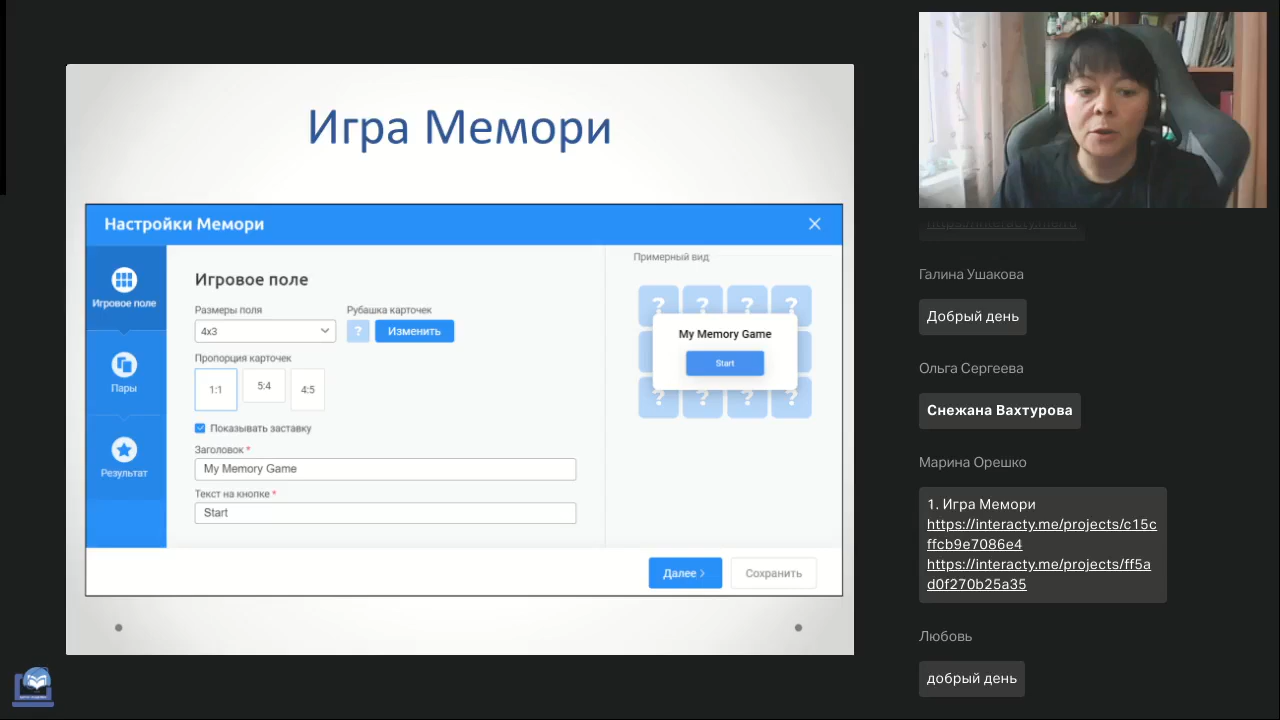 Игра Мемори
Настройки Мемори
Игровое поле
Пары
Результат
Игровое поле
Размеры поля
4x3
Рубашка карточек
?
Изменить
Пропорция карточек
1:1
5:4
4:5
Показывать заставку
Заголовок *
My Memory Game
Текст на кнопке *
Start
Примерный вид
? ? ? ?
My Memory Game
Start
? ? ? ?
Далее >
Сохранить
Галина Ушакова
Добрый день
Ольга Сергеева
Снежана Вахтурова
Марина Орешко
1. Игра Мемори
https://interacty.me/projects/c15c
ffcb9e7086e4
https://interacty.me/projects/ff5a
d0f270b25a35
Любовь
добрый день